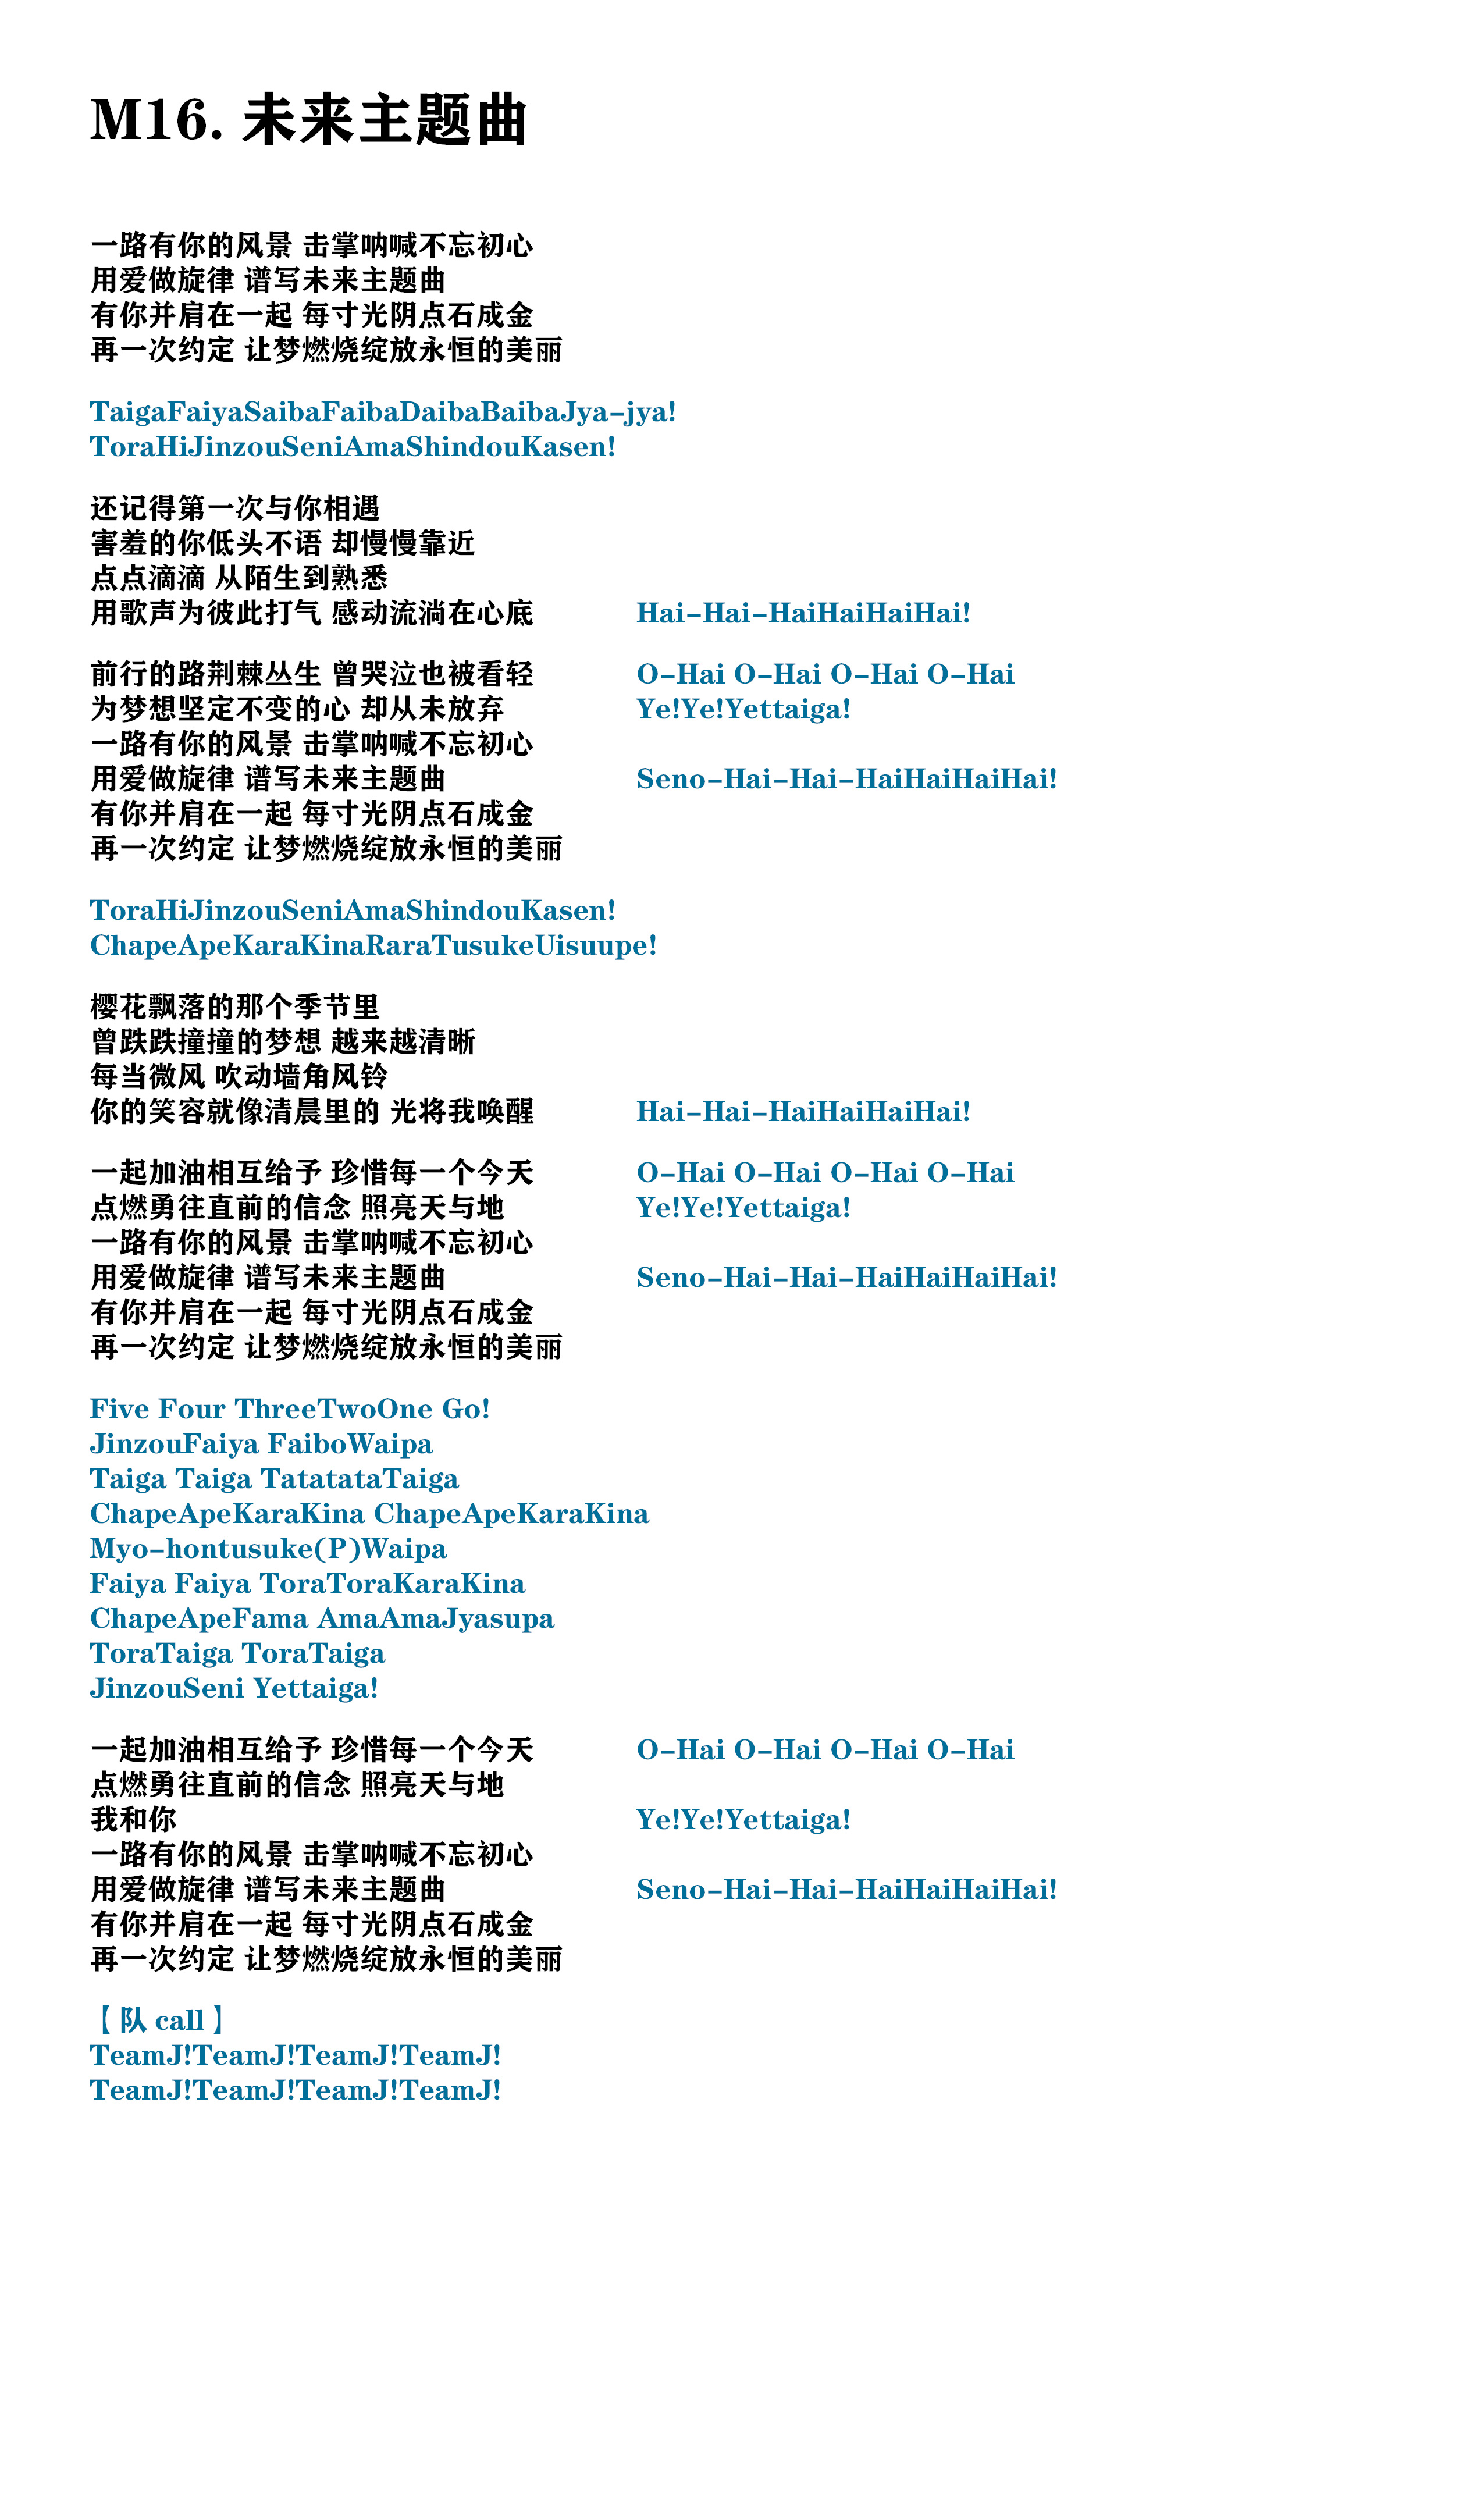 M16. 未来主题曲
一路有你的风景 击掌呐喊不忘初心
用爱做旋律 谱写未来主题曲
有你并肩在一起 每寸光阴点石成金
再一次约定 让梦燃烧绽放永恒的美丽
TaigaFaiyaSaibaFaibaDaibaBaibaJya-jya!
ToraHiJinzouSeniAmaShindouKasen!
还记得第一次与你相遇
害羞的你低头不语 却慢慢靠近
点点滴滴 从陌生到熟悉
用歌声为彼此打气 感动流淌在心底 Hai-Hai-HaiHaiHaiHai!
前行的路荆棘丛生 曾哭泣也被看轻 O-Hai O-Hai O-Hai O-Hai
为梦想坚定不变的心 却从未放弃 Ye!Ye!Yettaiga!
一路有你的风景 击掌呐喊不忘初心
用爱做旋律 谱写未来主题曲 Seno-Hai-Hai-HaiHaiHaiHai!
有你并肩在一起 每寸光阴点石成金
再一次约定 让梦燃烧绽放永恒的美丽
ToraHiJinzouSeniAmaShindouKasen!
ChapeApeKaraKinaRaraTusukeUisuupe!
樱花飘落的那个季节里
曾跌跌撞撞的梦想 越来越清晰
每当微风 吹动墙角风铃
你的笑容就像清晨里的 光将我唤醒 Hai-Hai-HaiHaiHaiHai!
一起加油相互给予 珍惜每一个今天 O-Hai O-Hai O-Hai O-Hai
点燃勇往直前的信念 照亮天与地 Ye!Ye!Yettaiga!
一路有你的风景 击掌呐喊不忘初心
用爱做旋律 谱写未来主题曲 Seno-Hai-Hai-HaiHaiHaiHai!
有你并肩在一起 每寸光阴点石成金
再一次约定 让梦燃烧绽放永恒的美丽
Five Four ThreeTwoOne Go!
JinzouFaiya FaiboWaipa
Taiga Taiga TatatataTaiga
ChapeApeKaraKina ChapeApeKaraKina
Myo-hontusuke(P)Waipa
Faiya Faiya ToraToraKaraKina
ChapeApeFama AmaAmaJyasupa
ToraTaiga ToraTaiga
JinzouSeni Yettaiga!
一起加油相互给予 珍惜每一个今天 O-Hai O-Hai O-Hai O-Hai
点燃勇往直前的信念 照亮天与地
我和你 Ye!Ye!Yettaiga!
一路有你的风景 击掌呐喊不忘初心
用爱做旋律 谱写未来主题曲 Seno-Hai-Hai-HaiHaiHaiHai!
有你并肩在一起 每寸光阴点石成金
再一次约定 让梦燃烧绽放永恒的美丽
【队 call】
TeamJ!TeamJ!TeamJ!TeamJ!
TeamJ!TeamJ!TeamJ!TeamJ!